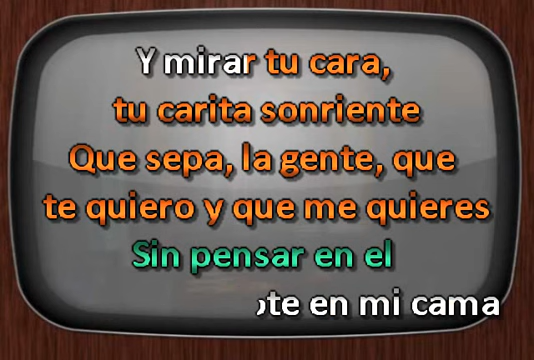 Y mirar tu cara,
tu carita sonriente
Que sepa, la gente, que
te quiero y que me quieres
Sin pensar en el
en mi cama